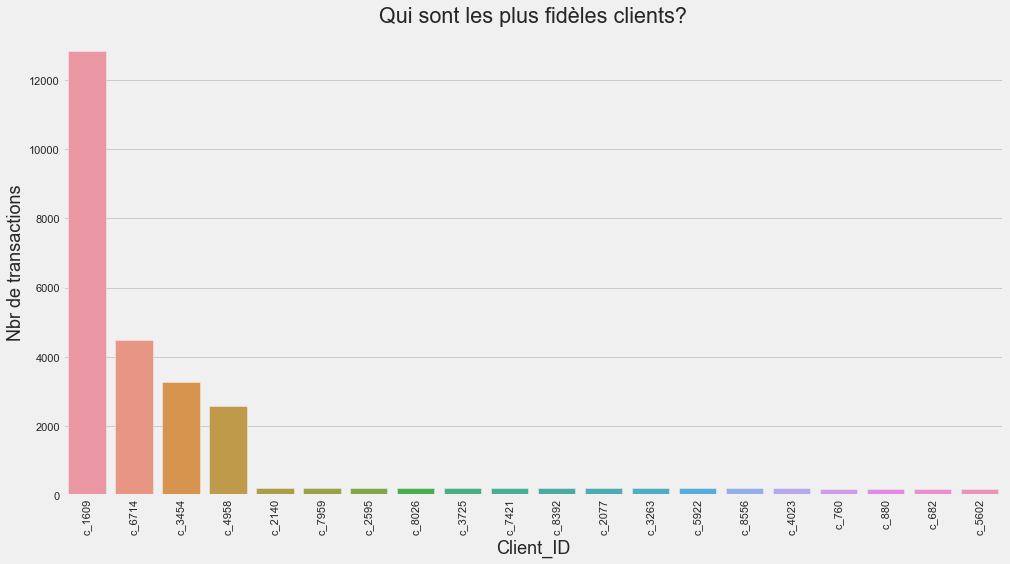 Qui sont les plus fidèles clients?
Nbr de transactions
12000
10000
8000
6000
4000
2000
0
c_1609
c_6714
c_3454
c_4958
c_2140
c_7959
c_2595
c_8026
c_3725
c_7421
c_8392
c_2077
c_3263
c_5922
c_8556
c_4023
c_760
c_880
c_682
c_5602
Client_ID